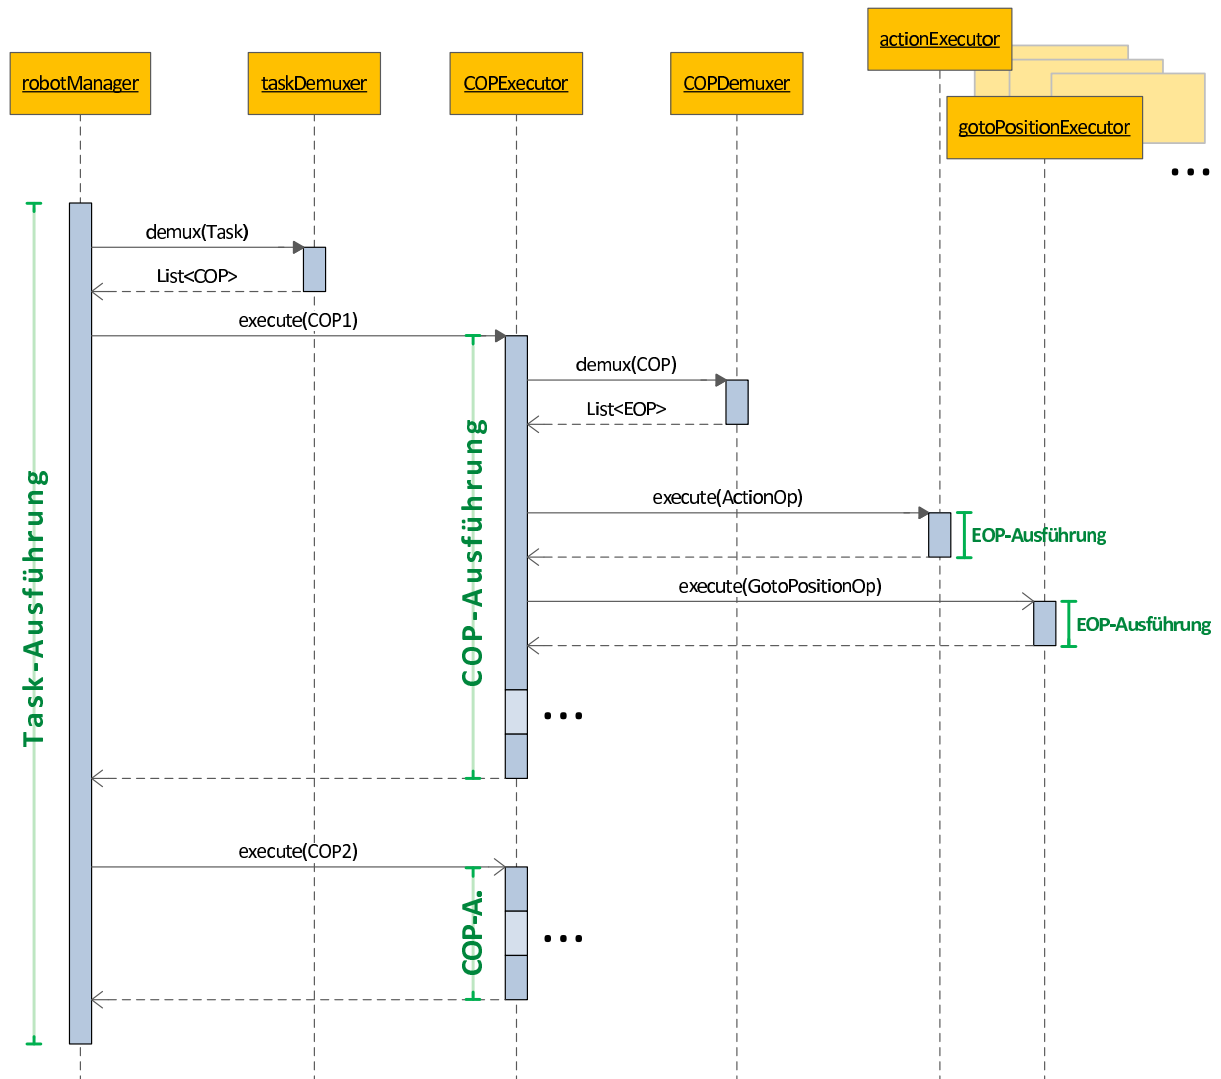 actionExecutor
robotManager
taskDemuxer
COPExecutor
COPDemuxer
gotoPositionExecutor
...
demux(Task)
List<COP>
execute(COP1)
demux(COP)
List<EOP>
execute(ActionOp)
EOP-Ausführung
execute(GotoPositionOp)
EOP-Ausführung
Task-Ausführung
COP-Ausführung
...
execute(COP2)
COP-A.
...